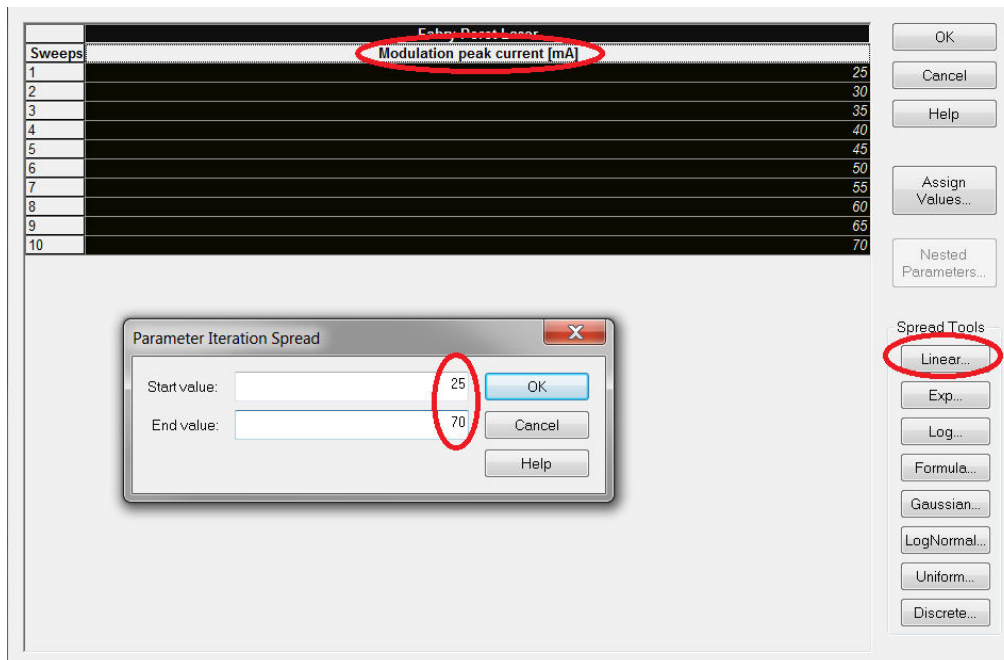 Fabry Perot Laser
Sweeps Modulation peak current [mA]
1 25
2 30
3 35
4 40
5 45
6 50
7 55
8 60
9 65
10 70
OK
Cancel
Help
Assign
Values...
Nested
Parameters...
Spread Tools
Linear...
Exp...
Log...
Formula...
Gaussian...
LogNormal...
Uniform...
Discrete...
Parameter Iteration Spread
X
Start value: 25
OK
End value: 70
Cancel
Help